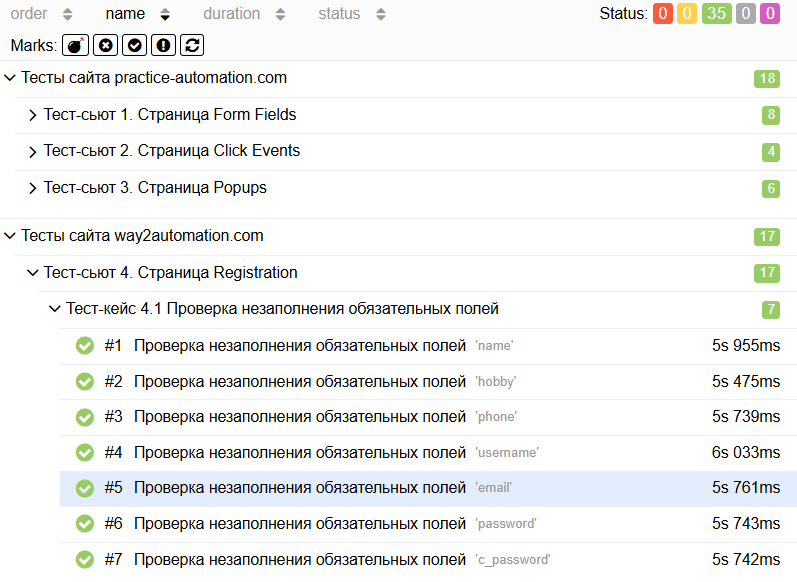 order name duration status Status: 0 0 35 0 0
Marks:
Тесты сайта practice-automation.com 18
Тест-сьют 1. Страница Form Fields 8
Тест-сьют 2. Страница Click Events 4
Тест-сьют 3. Страница Popups 6
Тесты сайта way2automation.com 17
Тест-сьют 4. Страница Registration 17
Тест-кейс 4.1 Проверка незаполнения обязательных полей 7
#1 Проверка незаполнения обязательных полей 'name' 5s 955ms
#2 Проверка незаполнения обязательных полей 'hobby' 5s 475ms
#3 Проверка незаполнения обязательных полей 'phone' 5s 739ms
#4 Проверка незаполнения обязательных полей 'username' 6s 033ms
#5 Проверка незаполнения обязательных полей 'email' 5s 761ms
#6 Проверка незаполнения обязательных полей 'password' 5s 743ms
#7 Проверка незаполнения обязательных полей 'c_password' 5s 742ms